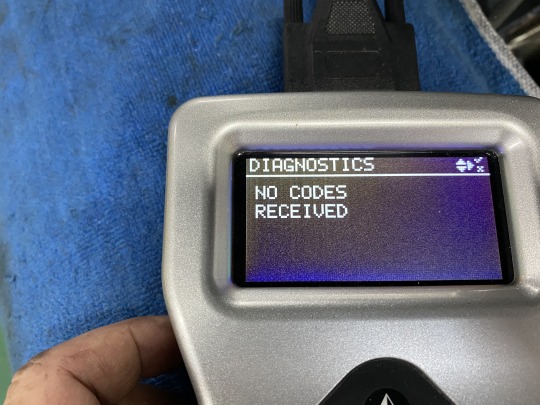 DIAGNOSTICS
NO CODES
RECEIVED